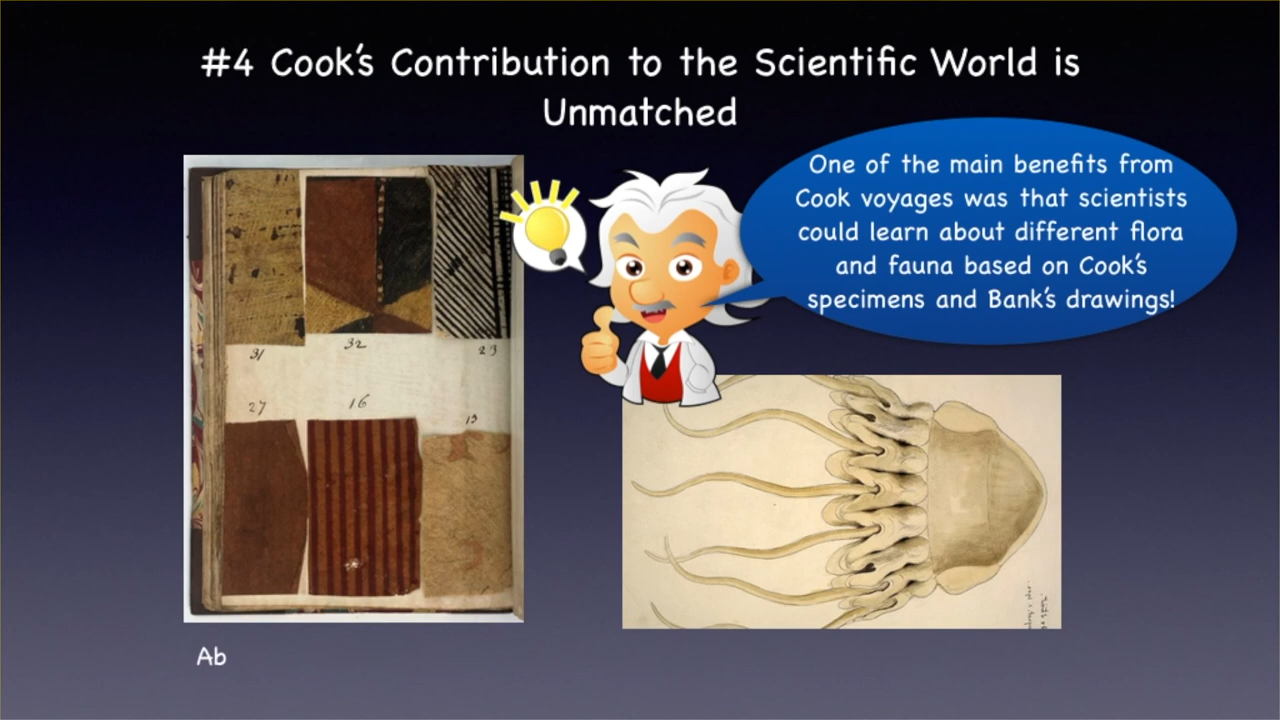 #4 Cook's Contribution to the Scientific World is
Unmatched
One of the main benefits from
Cook voyages was that scientists
could learn about different flora
and fauna based on Cook's
specimens and Bank's drawings!
31 32 23
27 16 15
Ab